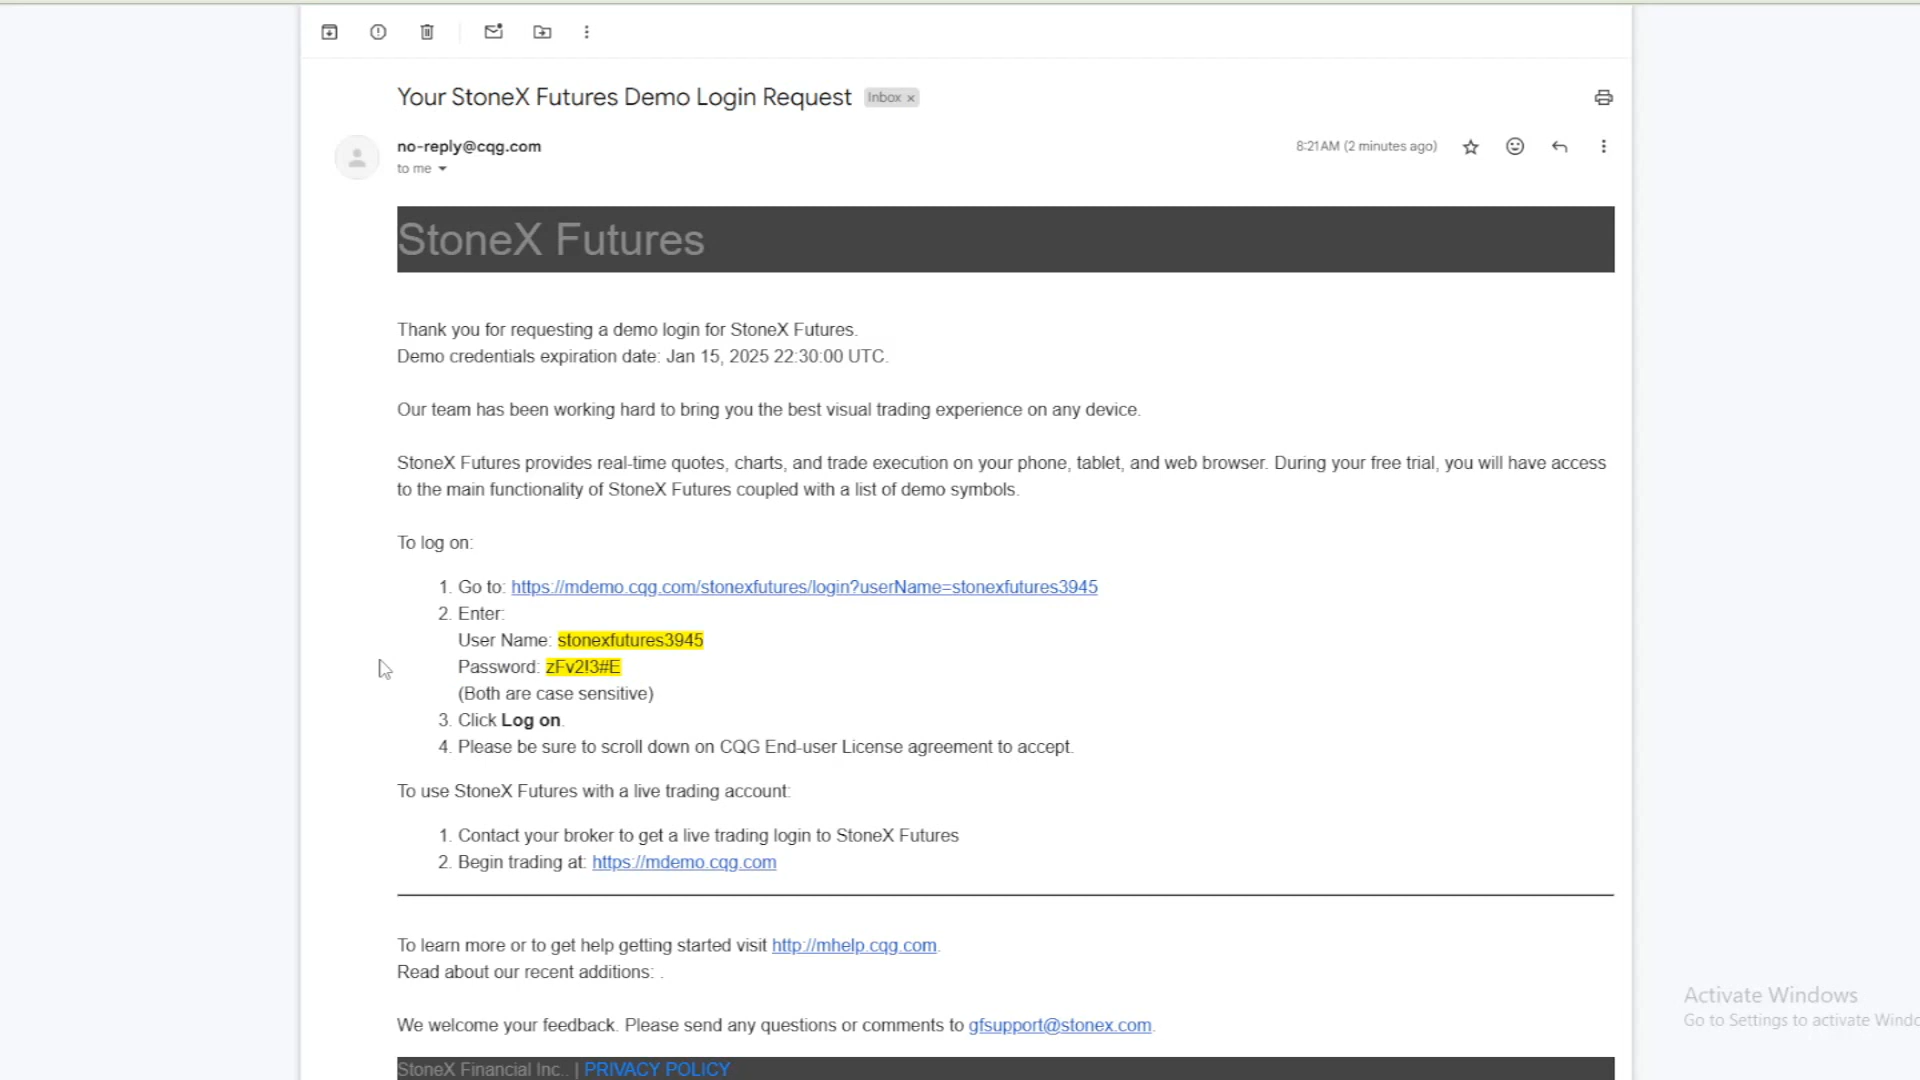 Your StoneX Futures Demo Login Request Inbox ×
no-reply@cqg.com 8:21 AM (2 minutes ago)
to me
StoneX Futures
Thank you for requesting a demo login for StoneX Futures.
Demo credentials expiration date: Jan 15, 2025 22:30:00 UTC.
Our team has been working hard to bring you the best visual trading experience on any device.
StoneX Futures provides real-time quotes, charts, and trade execution on your phone, tablet, and web browser. During your free trial, you will have access
to the main functionality of StoneX Futures coupled with a list of demo symbols.
To log on:
1. Go to: https://mdemo.cqg.com/stonexfutures/login?userName=stonexfutures3945
2. Enter:
User Name: stonexfutures3945
Password: zFv2!3#E
(Both are case sensitive)
3. Click Log on.
4. Please be sure to scroll down on CQG End-user License agreement to accept.
To use StoneX Futures with a live trading account:
1. Contact your broker to get a live trading login to StoneX Futures
2. Begin trading at: https://mdemo.cqg.com
To learn more or to get help getting started visit http://mhelp.cqg.com.
Read about our recent additions: .
We welcome your feedback. Please send any questions or comments to gfsupport@stonex.com.
StoneX Financial Inc.. | PRIVACY POLICY
Activate Windows
Go to Settings to activate Windo